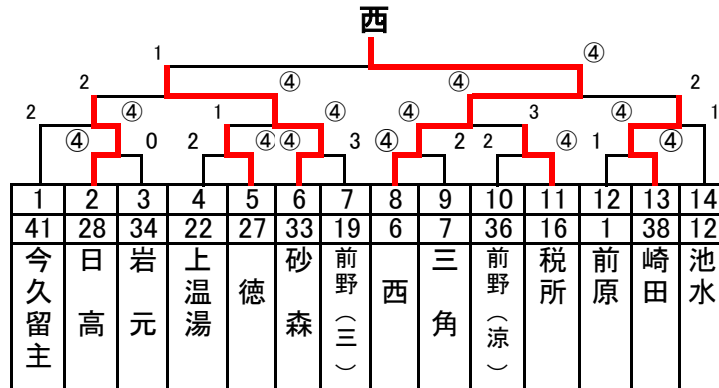 西
1 ④
2 ④ ④ 2
2 ④ 1 ④ ④ 3 ④ 1
④ 0 2 ④ ④ 3 ④ 2 2 ④ 1 ④
1 2 3 4 5 6 7 8 9 10 11 12 13 14
41 28 34 22 27 33 19 6 7 36 16 1 38 12
今久留主 日高 岩元 上温湯 徳 砂森 前野(三) 西 三角 前野(涼) 税所 前原 崎田 池水